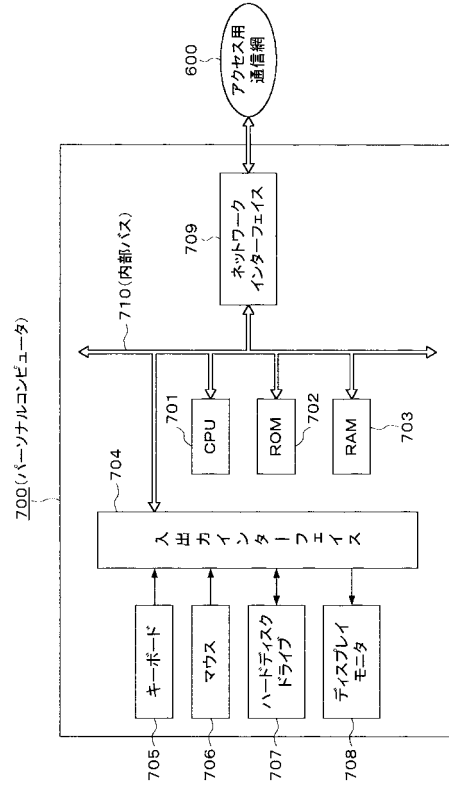 700(パーソナルコンピュータ)
705
キーボード
706
マウス
707
ハードディスク
ドライブ
708
ディスプレイ
モニタ
704
入出力インターフェイス
701
CPU
ROM
702
RAM
703
710(内部バス)
709
ネットワーク
インターフェイス
600
アクセス用
通信網